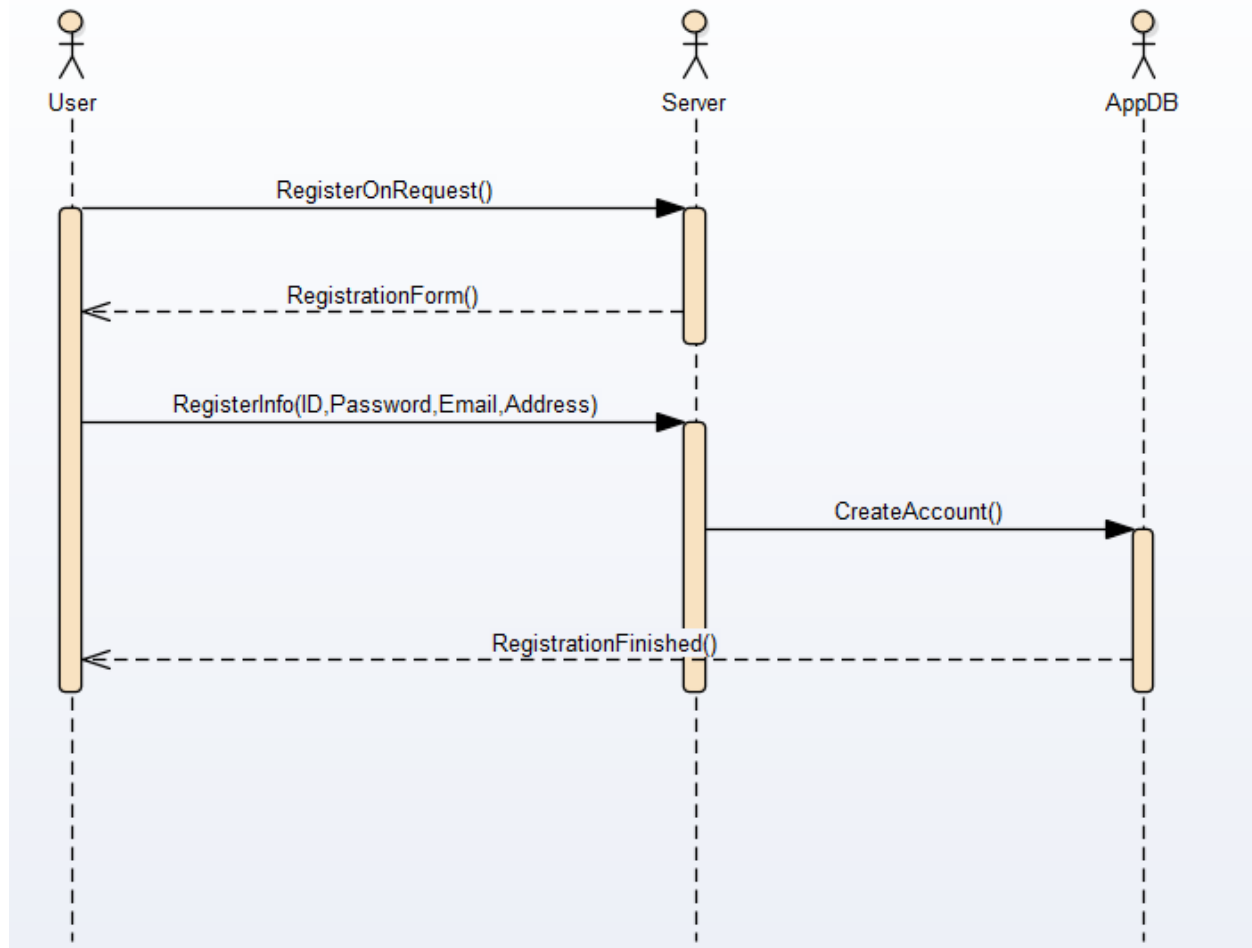 User
Server
AppDB
RegisterOnRequest()
RegistrationForm()
RegisterInfo(ID,Password,Email,Address)
CreateAccount()
RegistrationFinished()